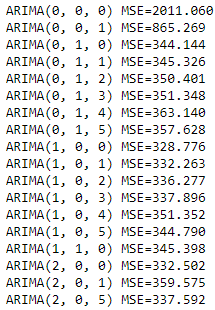 ARIMA(0, 0, 0) MSE=2011.060
ARIMA(0, 0, 1) MSE=865.269
ARIMA(0, 1, 0) MSE=344.144
ARIMA(0, 1, 1) MSE=345.326
ARIMA(0, 1, 2) MSE=350.401
ARIMA(0, 1, 3) MSE=351.348
ARIMA(0, 1, 4) MSE=363.140
ARIMA(0, 1, 5) MSE=357.628
ARIMA(1, 0, 0) MSE=328.776
ARIMA(1, 0, 1) MSE=332.263
ARIMA(1, 0, 2) MSE=336.277
ARIMA(1, 0, 3) MSE=337.896
ARIMA(1, 0, 4) MSE=351.352
ARIMA(1, 0, 5) MSE=344.790
ARIMA(1, 1, 0) MSE=345.398
ARIMA(2, 0, 0) MSE=332.502
ARIMA(2, 0, 1) MSE=359.575
ARIMA(2, 0, 5) MSE=337.592